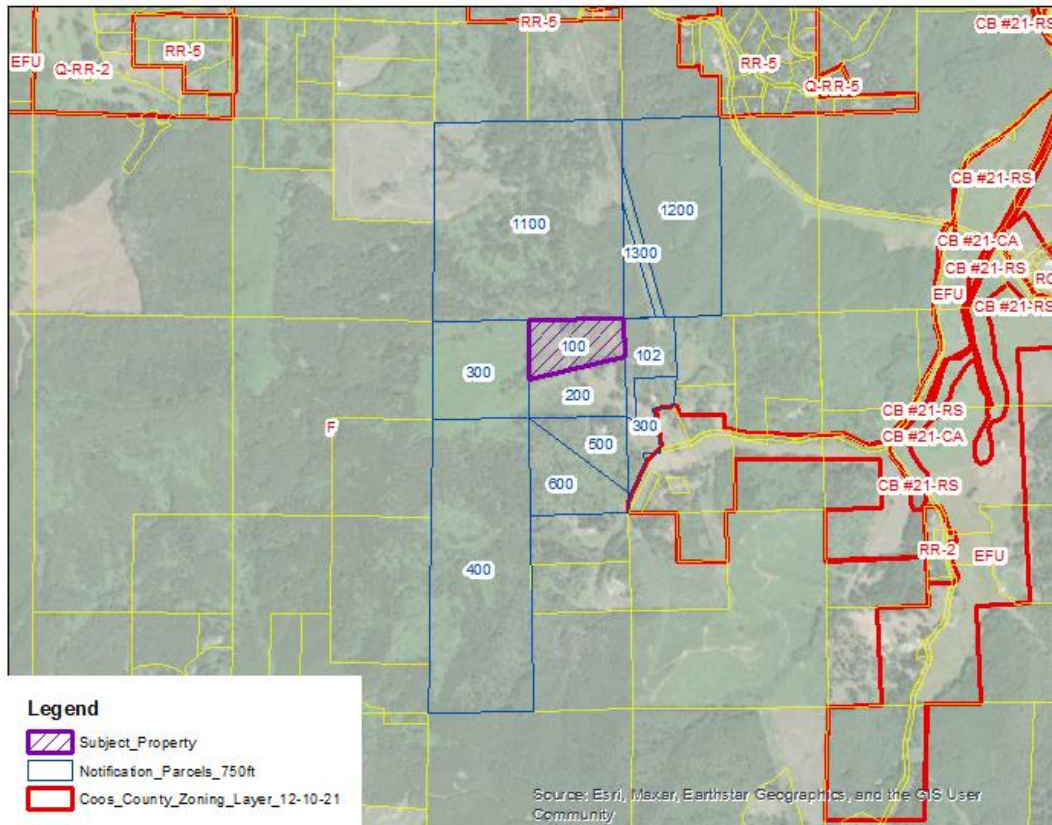 RR-5
CB #21-RS
EFU
Q-RR-2
RR-5
RR-5
Q-RR-5
CB #21-RS
1100
1200
1300
CB #21-CA
CB #21-RS
EFU
CB #21-RS
100
102
300
200
F
300
500
CB #21-RS
CB #21-CA
600
CB #21-RS
RR-2
EFU
400
Legend
Subject_Property
Notification_Parcels_750ft
Coos_County_Zoning_Layer_12-10-21
Source: Esri, Maxar, Earthstar Geographics, and the GIS User
Community